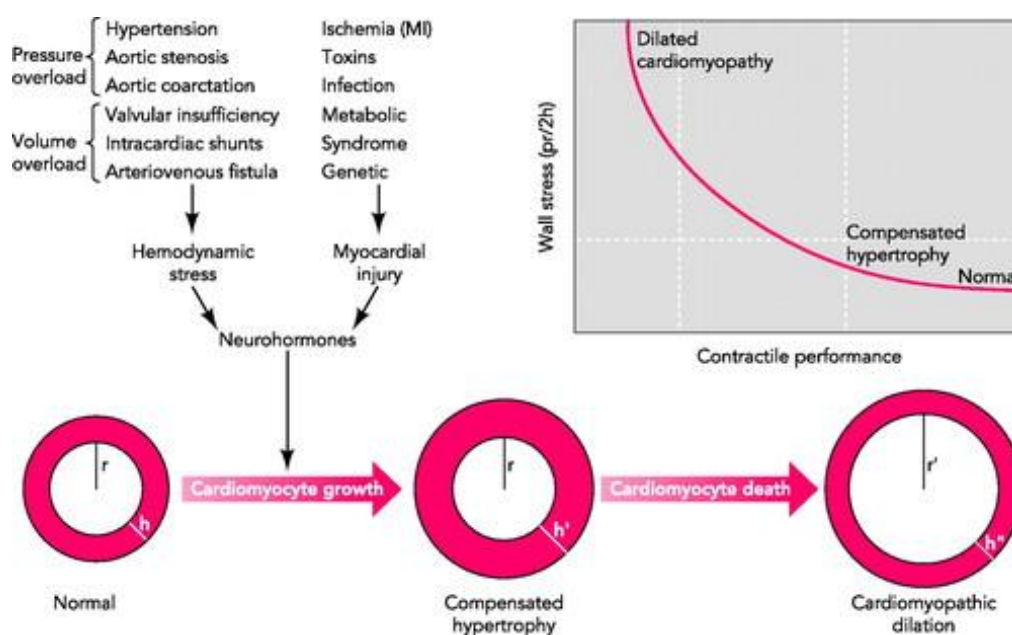 Pressure overload
Hypertension
Aortic stenosis
Aortic coarctation
Volume overload
Valvular insufficiency
Intracardiac shunts
Arteriovenous fistula
Ischemia (MI)
Toxins
Infection
Metabolic
Syndrome
Genetic
Hemodynamic
stress
Myocardial
injury
Neurohormones
Wall stress (pr/2h)
Dilated
cardiomyopathy
Compensated
hypertrophy
Norma
Contractile performance
r
h
Normal
Cardiomyocyte growth
r
h'
Compensated
hypertrophy
Cardiomyocyte death
r'
h"
Cardiomyopathic
dilation